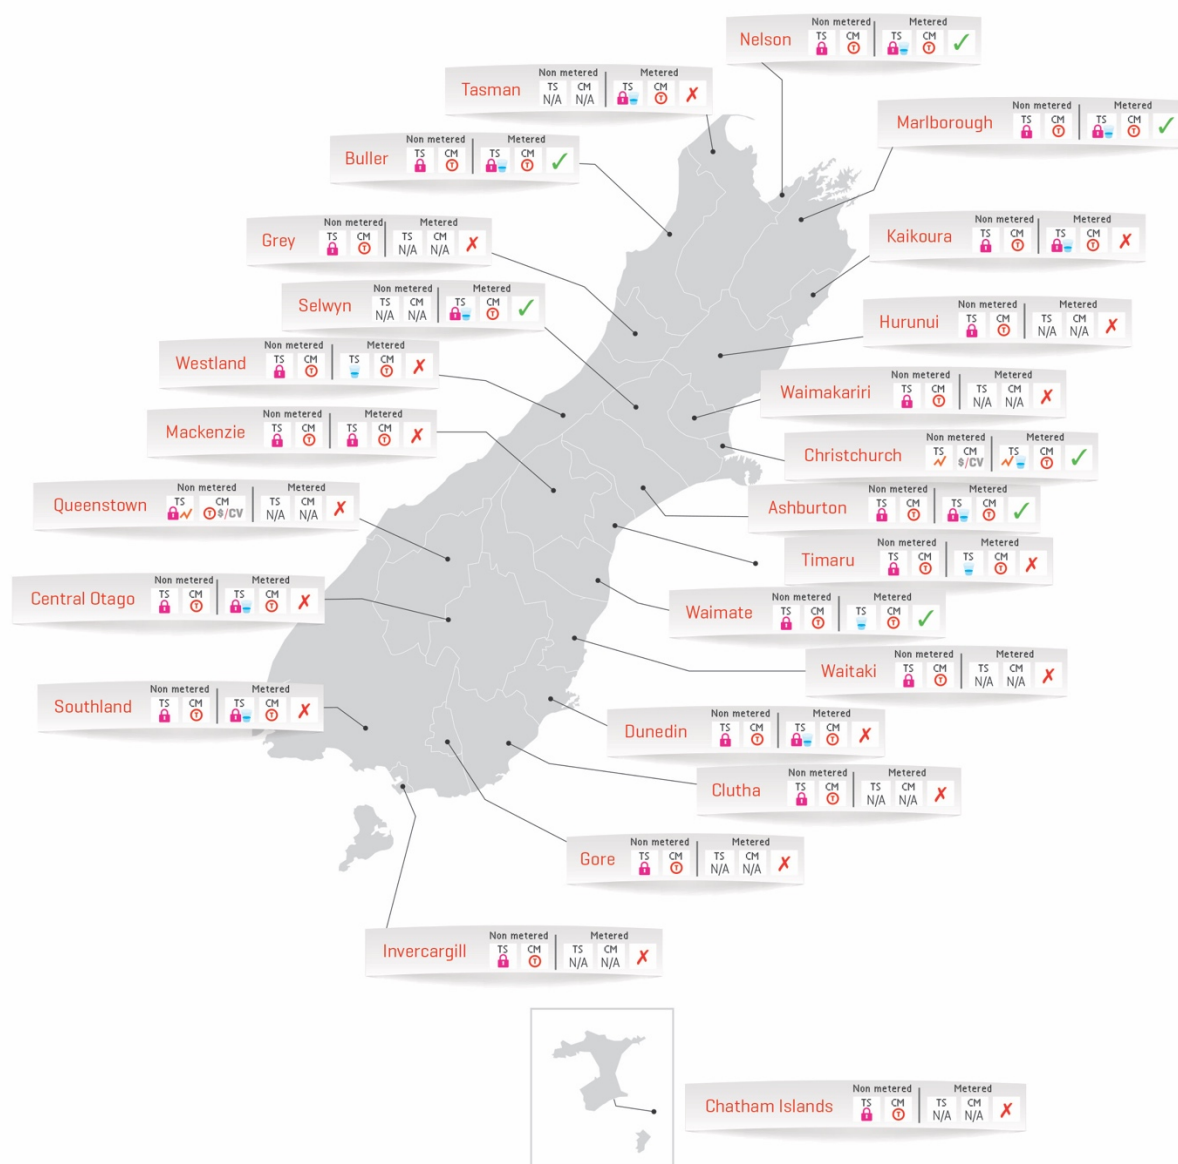 Nelson
Non metered Metered
TS CM TS CM
T T ✓
Tasman
Non metered Metered
TS CM TS CM
N/A N/A T ✗
Marlborough
Non metered Metered
TS CM TS CM
T T ✓
Buller
Non metered Metered
TS CM TS CM
T T ✓
Grey
Non metered Metered
TS CM TS CM
T N/A N/A ✗
Kaikoura
Non metered Metered
TS CM TS CM
T T ✗
Selwyn
Non metered Metered
TS CM TS CM
N/A N/A T ✓
Hurunui
Non metered Metered
TS CM TS CM
T N/A N/A ✗
Westland
Non metered Metered
TS CM TS CM
T T ✗
Waimakariri
Non metered Metered
TS CM TS CM
T N/A N/A ✗
Mackenzie
Non metered Metered
TS CM TS CM
T T ✗
Christchurch
Non metered Metered
TS CM TS CM
$/CV T ✓
Queenstown
Non metered Metered
TS CM TS CM
T $/CV N/A N/A ✗
Ashburton
Non metered Metered
TS CM TS CM
T T ✓
Timaru
Non metered Metered
TS CM TS CM
T T ✗
Central Otago
Non metered Metered
TS CM TS CM
T T ✗
Waimate
Non metered Metered
TS CM TS CM
T T ✓
Waitaki
Non metered Metered
TS CM TS CM
T N/A N/A ✗
Southland
Non metered Metered
TS CM TS CM
T T ✗
Dunedin
Non metered Metered
TS CM TS CM
T T ✗
Clutha
Non metered Metered
TS CM TS CM
T N/A N/A ✗
Gore
Non metered Metered
TS CM TS CM
T N/A N/A ✗
Invercargill
Non metered Metered
TS CM TS CM
T N/A N/A ✗
Chatham Islands
Non metered Metered
TS CM TS CM
T N/A N/A ✗